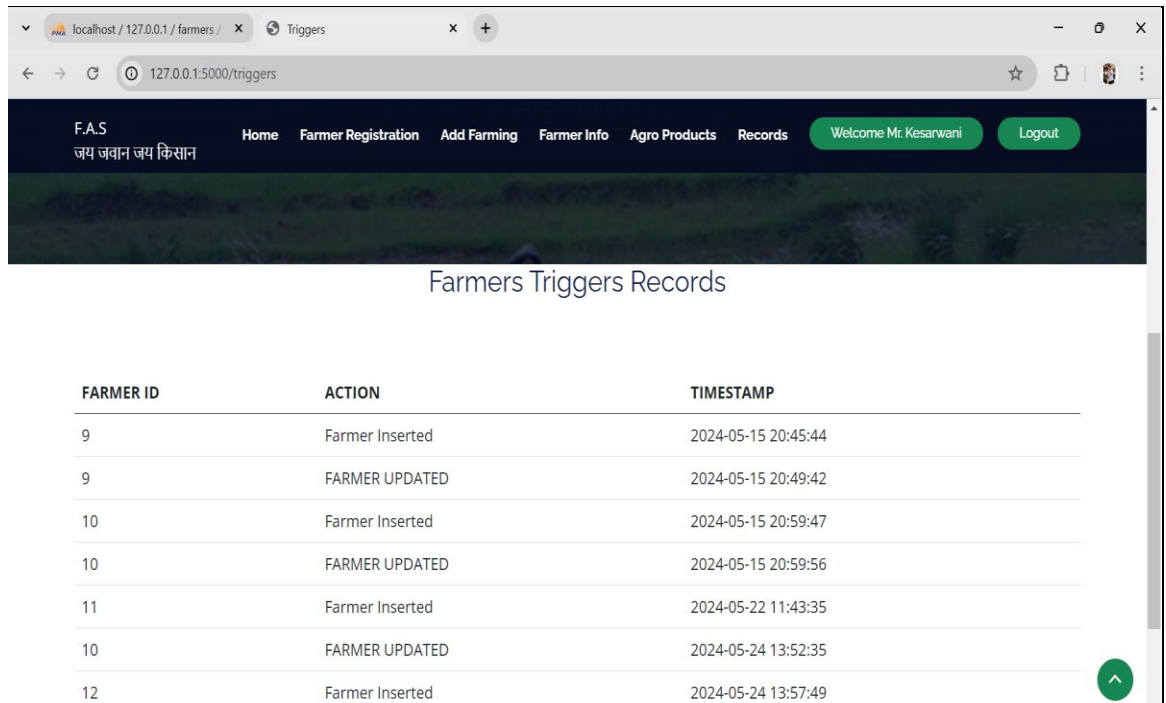 localhost / 127.0.0.1 / farmers /
Triggers
127.0.0.1:5000/triggers
F.A.S
जय जवान जय किसान
Home Farmer Registration Add Farming Farmer Info Agro Products Records Welcome Mr. Kesarwani Logout
Farmers Triggers Records
FARMER ID ACTION TIMESTAMP
9 Farmer Inserted 2024-05-15 20:45:44
9 FARMER UPDATED 2024-05-15 20:49:42
10 Farmer Inserted 2024-05-15 20:59:47
10 FARMER UPDATED 2024-05-15 20:59:56
11 Farmer Inserted 2024-05-22 11:43:35
10 FARMER UPDATED 2024-05-24 13:52:35
12 Farmer Inserted 2024-05-24 13:57:49